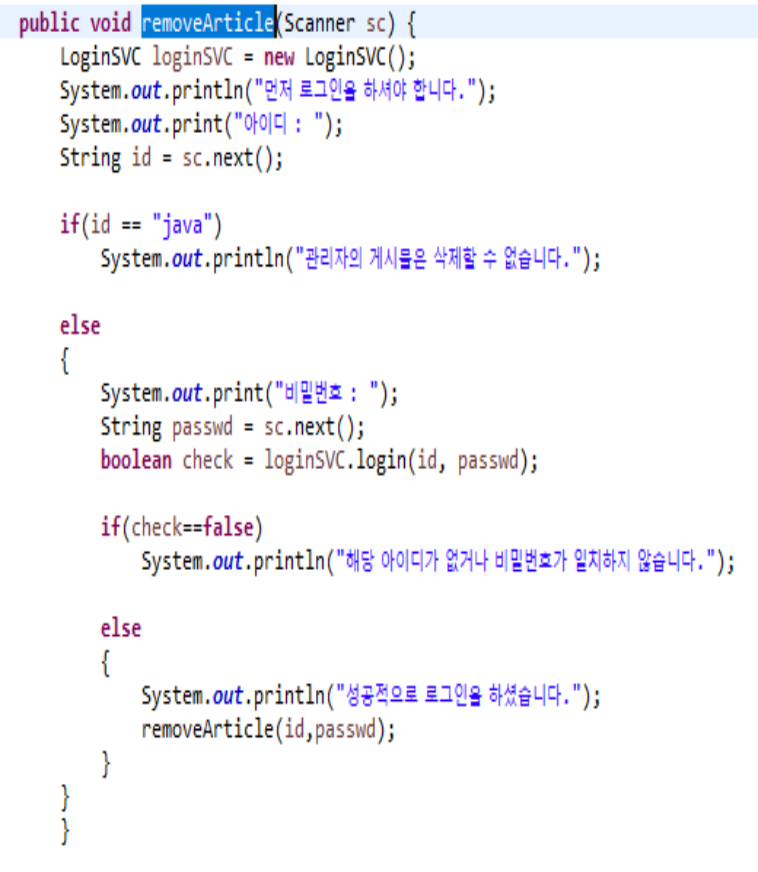 public void removeArticle(Scanner sc) {
LoginSVC loginSVC = new LoginSVC();
System.out.println("먼저 로그인을 하셔야 합니다.");
System.out.print("아이디 : ");
String id = sc.next();
if(id == "java")
System.out.println("관리자의 게시물은 삭제할 수 없습니다.");
else
{
System.out.print("비밀번호 : ");
String passwd = sc.next();
boolean check = loginSVC.login(id, passwd);
if(check==false)
System.out.println("해당 아이디가 없거나 비밀번호가 일치하지 않습니다.");
else
{
System.out.println("성공적으로 로그인을 하셨습니다.");
removeArticle(id,passwd);
}
}
}